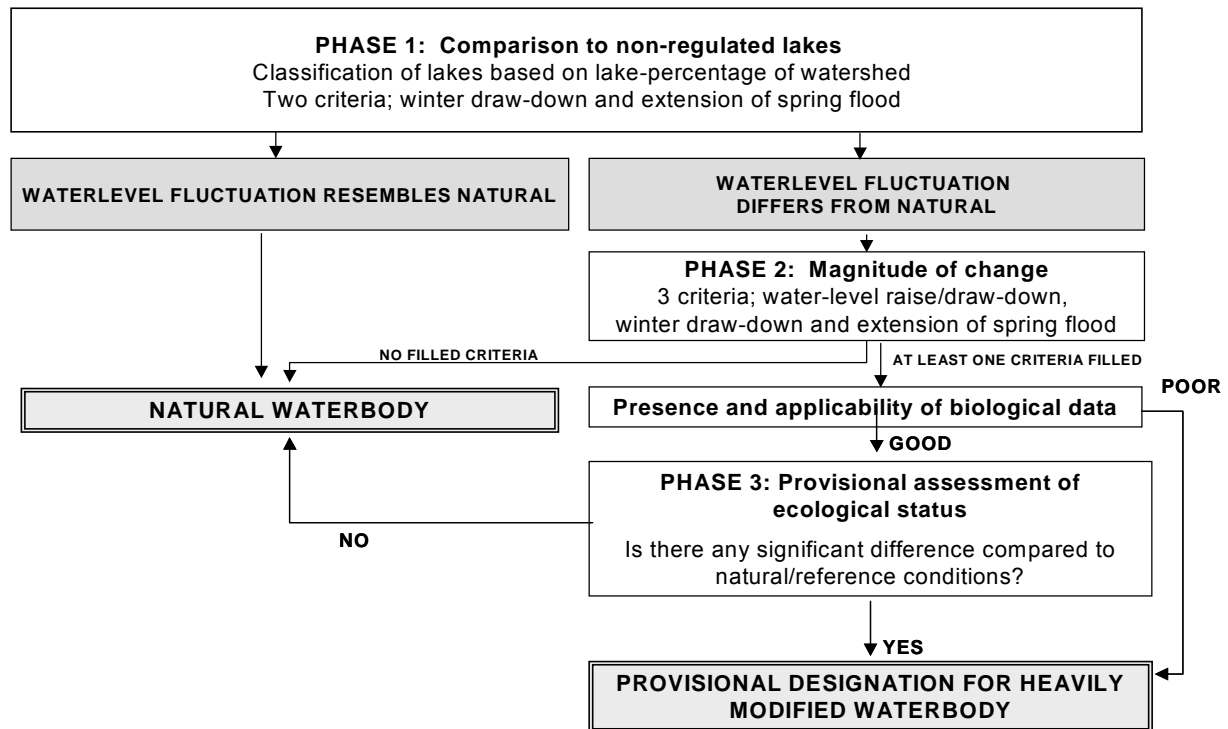 PHASE 1: Comparison to non-regulated lakes
Classification of lakes based on lake-percentage of watershed
Two criteria; winter draw-down and extension of spring flood
WATERLEVEL FLUCTUATION RESEMBLES NATURAL
WATERLEVEL FLUCTUATION
DIFFERS FROM NATURAL
PHASE 2: Magnitude of change
3 criteria; water-level raise/draw-down,
winter draw-down and extension of spring flood
NO FILLED CRITERIA
AT LEAST ONE CRITERIA FILLED
POOR
NATURAL WATERBODY
Presence and applicability of biological data
GOOD
PHASE 3: Provisional assessment of
ecological status
Is there any significant difference compared to
natural/reference conditions?
NO
YES
PROVISIONAL DESIGNATION FOR HEAVILY
MODIFIED WATERBODY